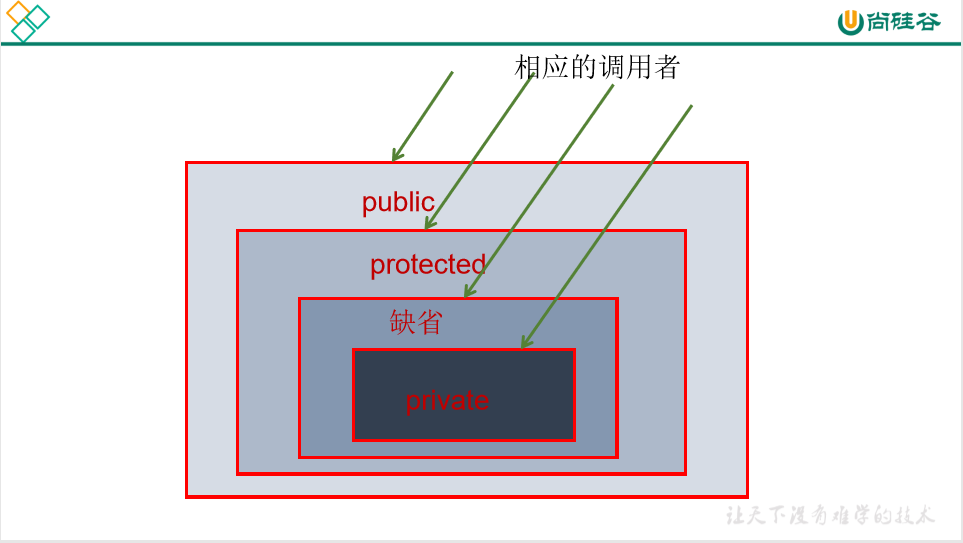 尚硅谷
相应的调用者
public
protected
缺省
private
让天下没有难学的技术